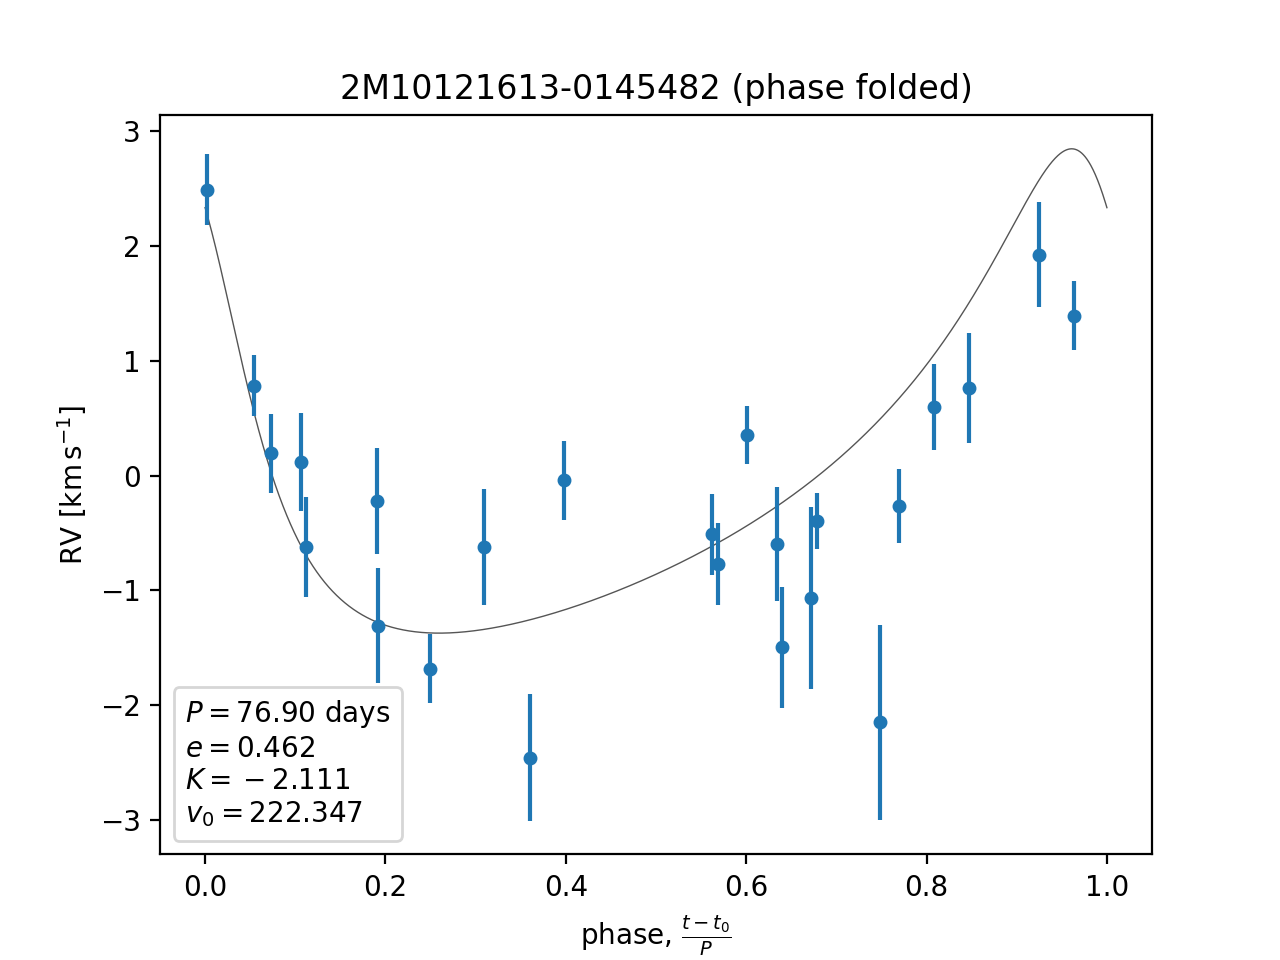 2M10121613-0145482 (phase folded)
3
2
1
0
−1
−2
−3
RV [km s⁻¹]
P = 76.90 days
e = 0.462
K = −2.111
v₀ = 222.347
0.0 0.2 0.4 0.6 0.8 1.0
phase, (t − t₀)/P